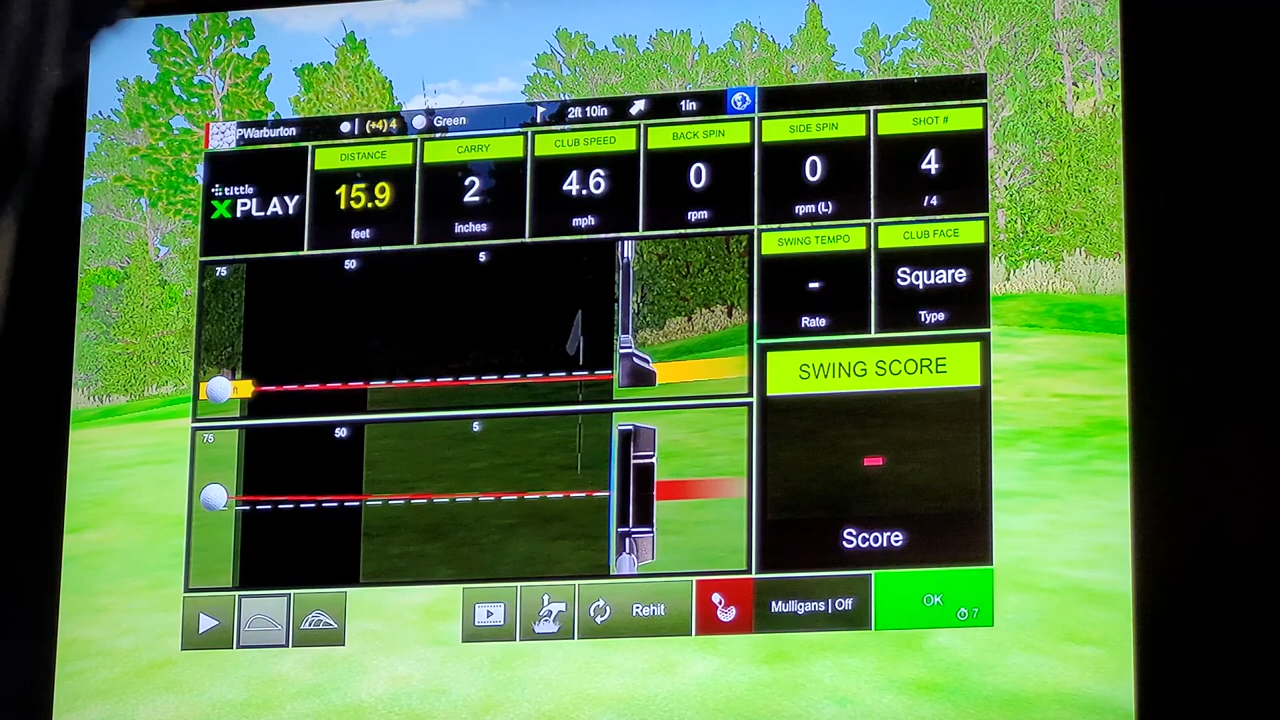 PWarburton | (+4) 4 Green 2ft 10in 1in
tittle
X PLAY
DISTANCE
15.9
feet
CARRY
2
inches
CLUB SPEED
4.6
mph
BACK SPIN
0
rpm
SIDE SPIN
0
rpm (L)
SHOT #
4
/ 4
SWING TEMPO
-
Rate
CLUB FACE
Square
Type
75 50 5
ft
75 50 5
SWING SCORE
-
Score
Rehit
Mulligans | Off
OK
7